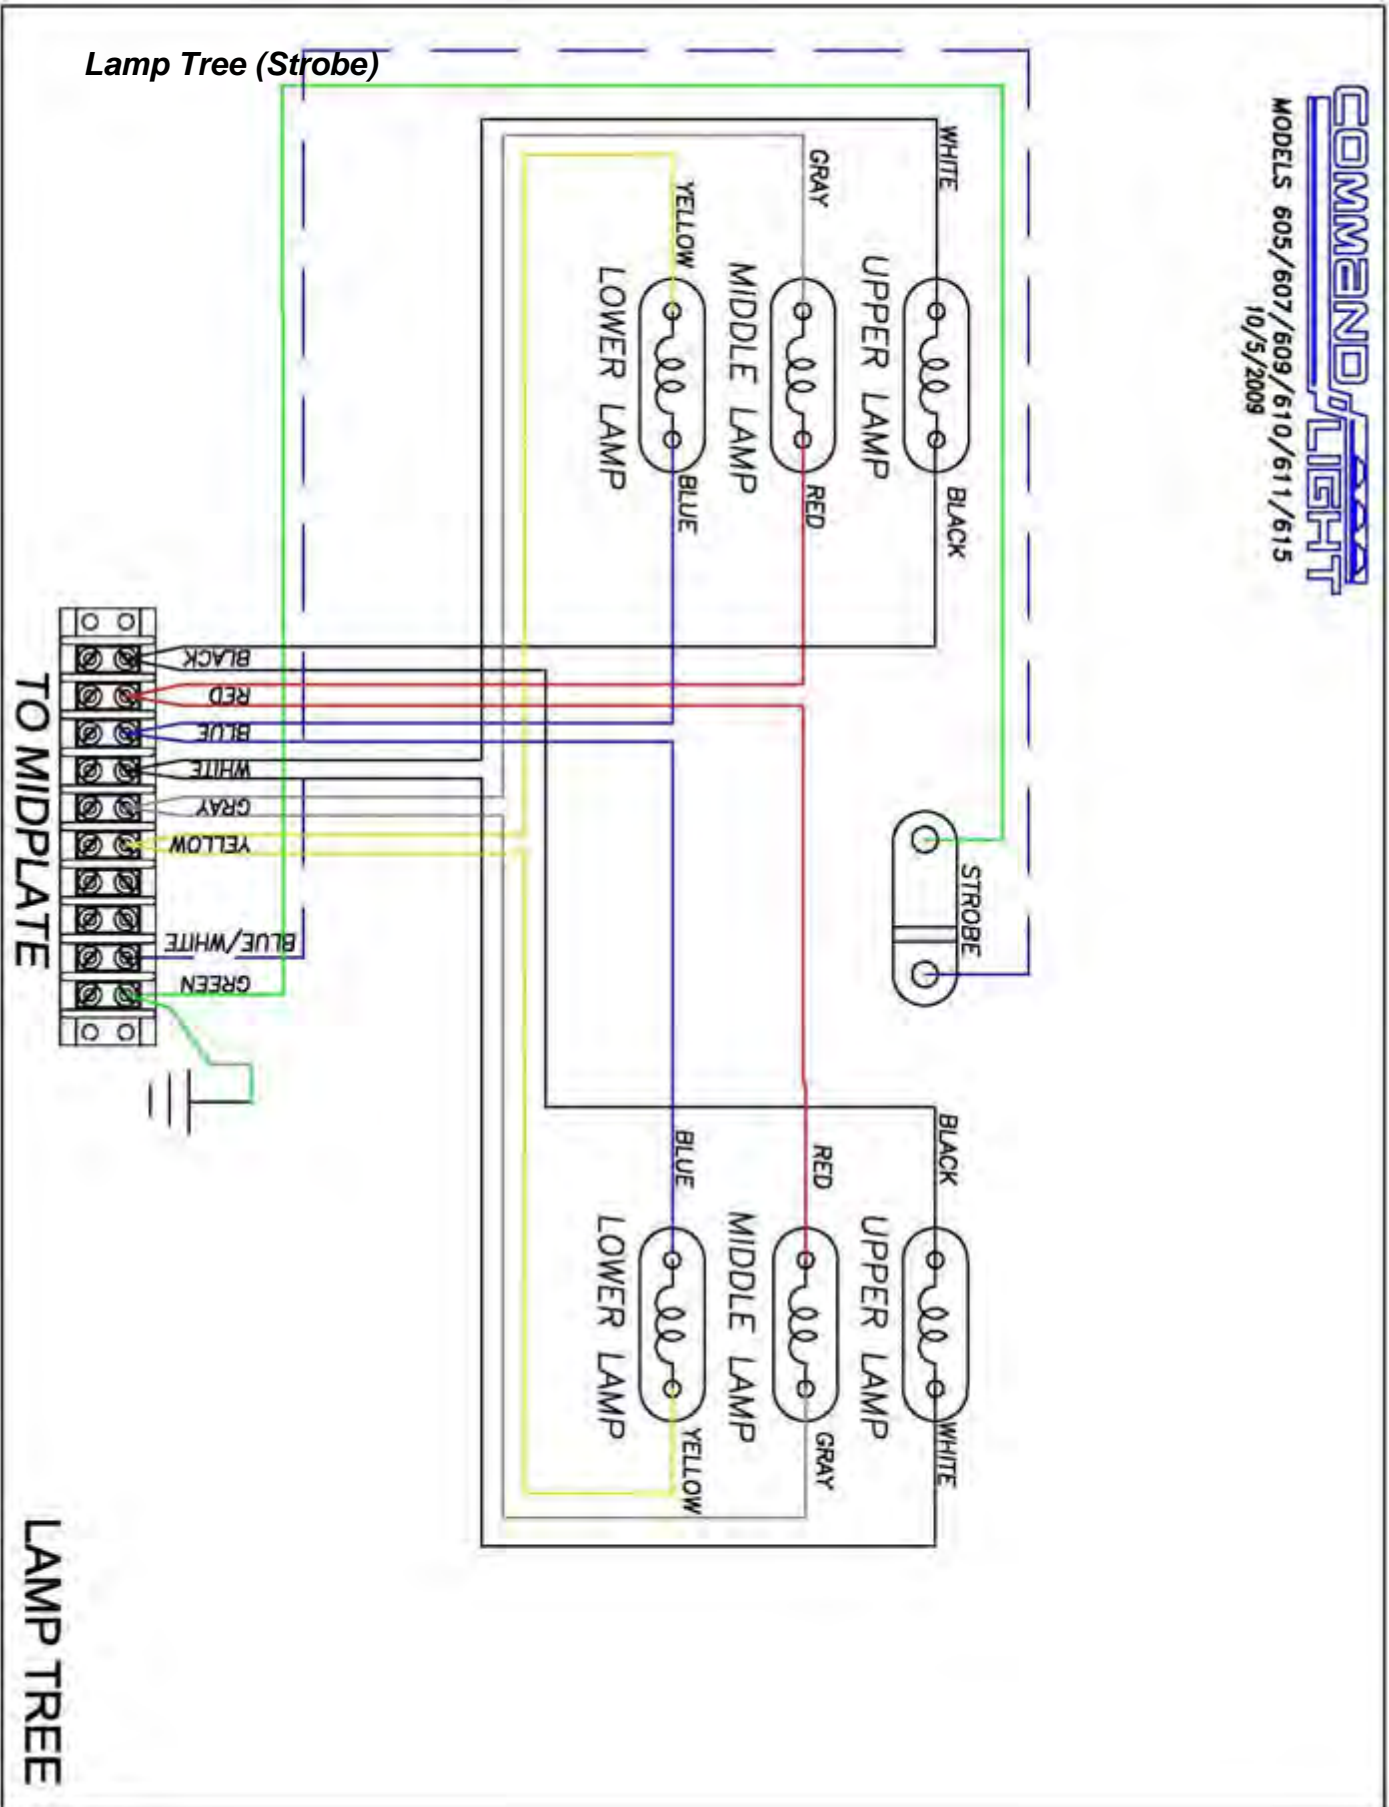 Lamp Tree (Strobe)
COMMAND LIGHT
MODELS 605/607/609/610/611/615
10/5/2009
WHITE
GRAY
YELLOW
UPPER LAMP
MIDDLE LAMP
LOWER LAMP
BLACK
RED
BLUE
BLACK
RED
BLUE
WHITE
GRAY
YELLOW
BLUE/WHITE
GREEN
TO MIDPLATE
STROBE
BLACK
RED
BLUE
UPPER LAMP
MIDDLE LAMP
LOWER LAMP
WHITE
GRAY
YELLOW
LAMP TREE